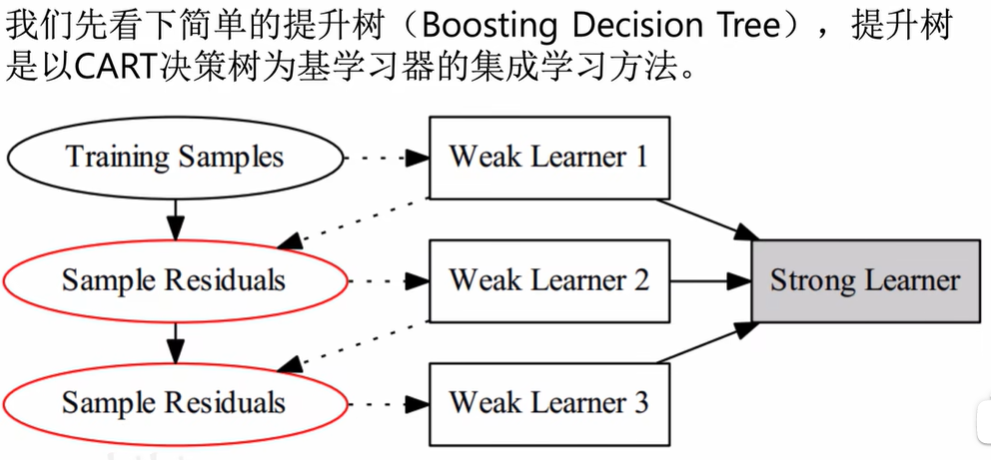 我们先看下简单的提升树（Boosting Decision Tree），提升树
是以CART决策树为基学习器的集成学习方法。
Training Samples
Weak Learner 1
Sample Residuals
Weak Learner 2
Strong Learner
Sample Residuals
Weak Learner 3